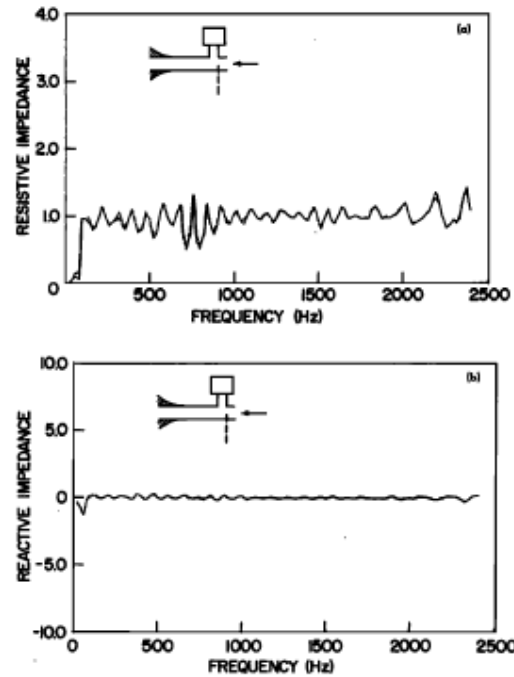 (a)
4.0
3.0
2.0
1.0
0
RESISTIVE IMPEDANCE
500 1000 1500 2000 2500
FREQUENCY (Hz)
(b)
10.0
5.0
0
-5.0
-10.0
REACTIVE IMPEDANCE
0 500 1000 1500 2000 2500
FREQUENCY (Hz)